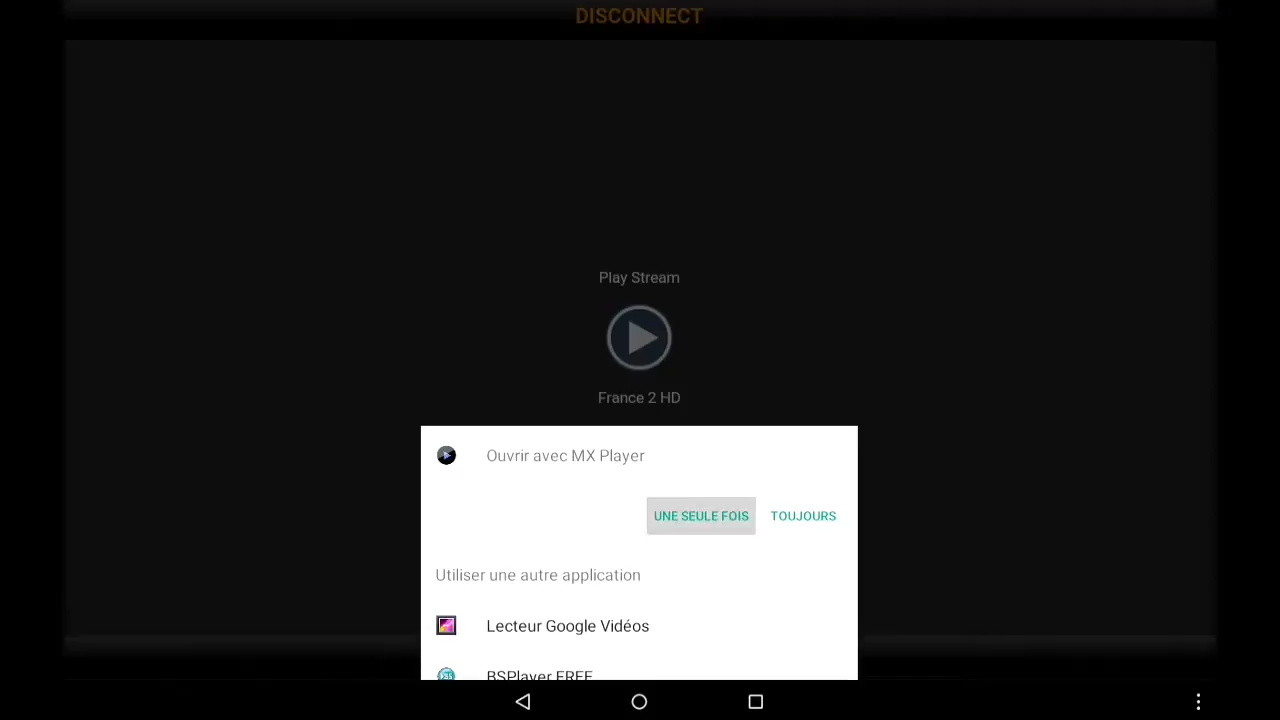 DISCONNECT
Play Stream
France 2 HD
Ouvrir avec MX Player
UNE SEULE FOIS
TOUJOURS
Utiliser une autre application
Lecteur Google Vidéos
BSPlayer FREE